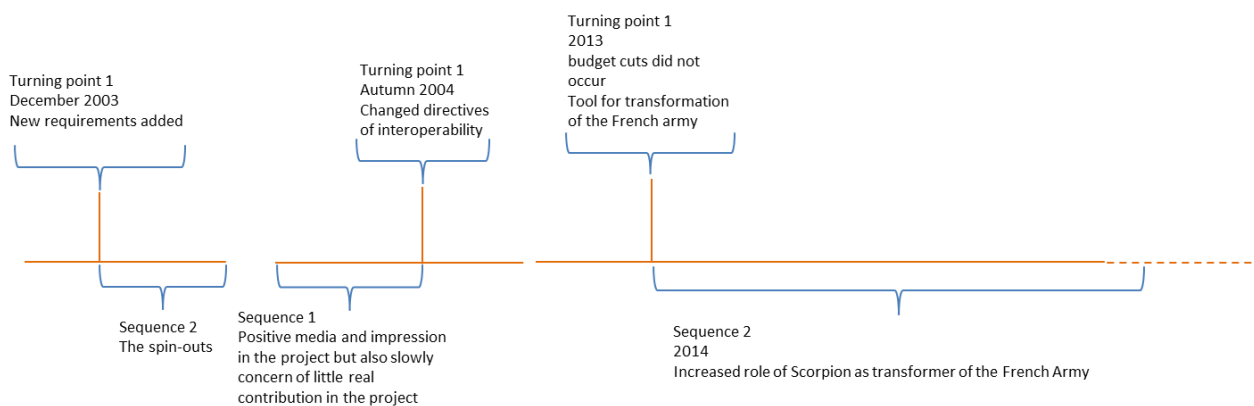 Turning point 1
December 2003
New requirements added
Turning point 1
Autumn 2004
Changed directives
of interoperability
Turning point 1
2013
budget cuts did not
occur
Tool for transformation
of the French army
Sequence 2
The spin-outs
Sequence 1
Positive media and impression
in the project but also slowly
concern of little real
contribution in the project
Sequence 2
2014
Increased role of Scorpion as transformer of the French Army